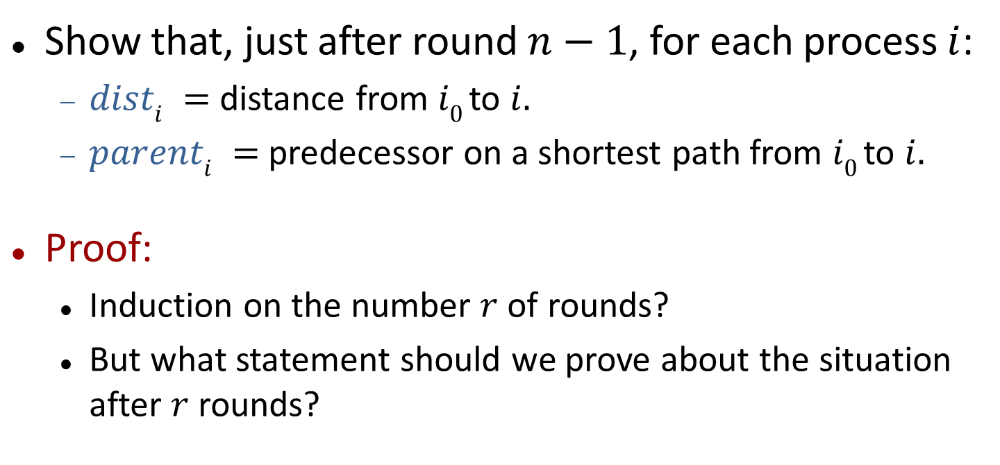 • Show that, just after round n − 1, for each process i:
– dist_i = distance from i_0 to i.
– parent_i = predecessor on a shortest path from i_0 to i.
• Proof:
• Induction on the number r of rounds?
• But what statement should we prove about the situation
after r rounds?